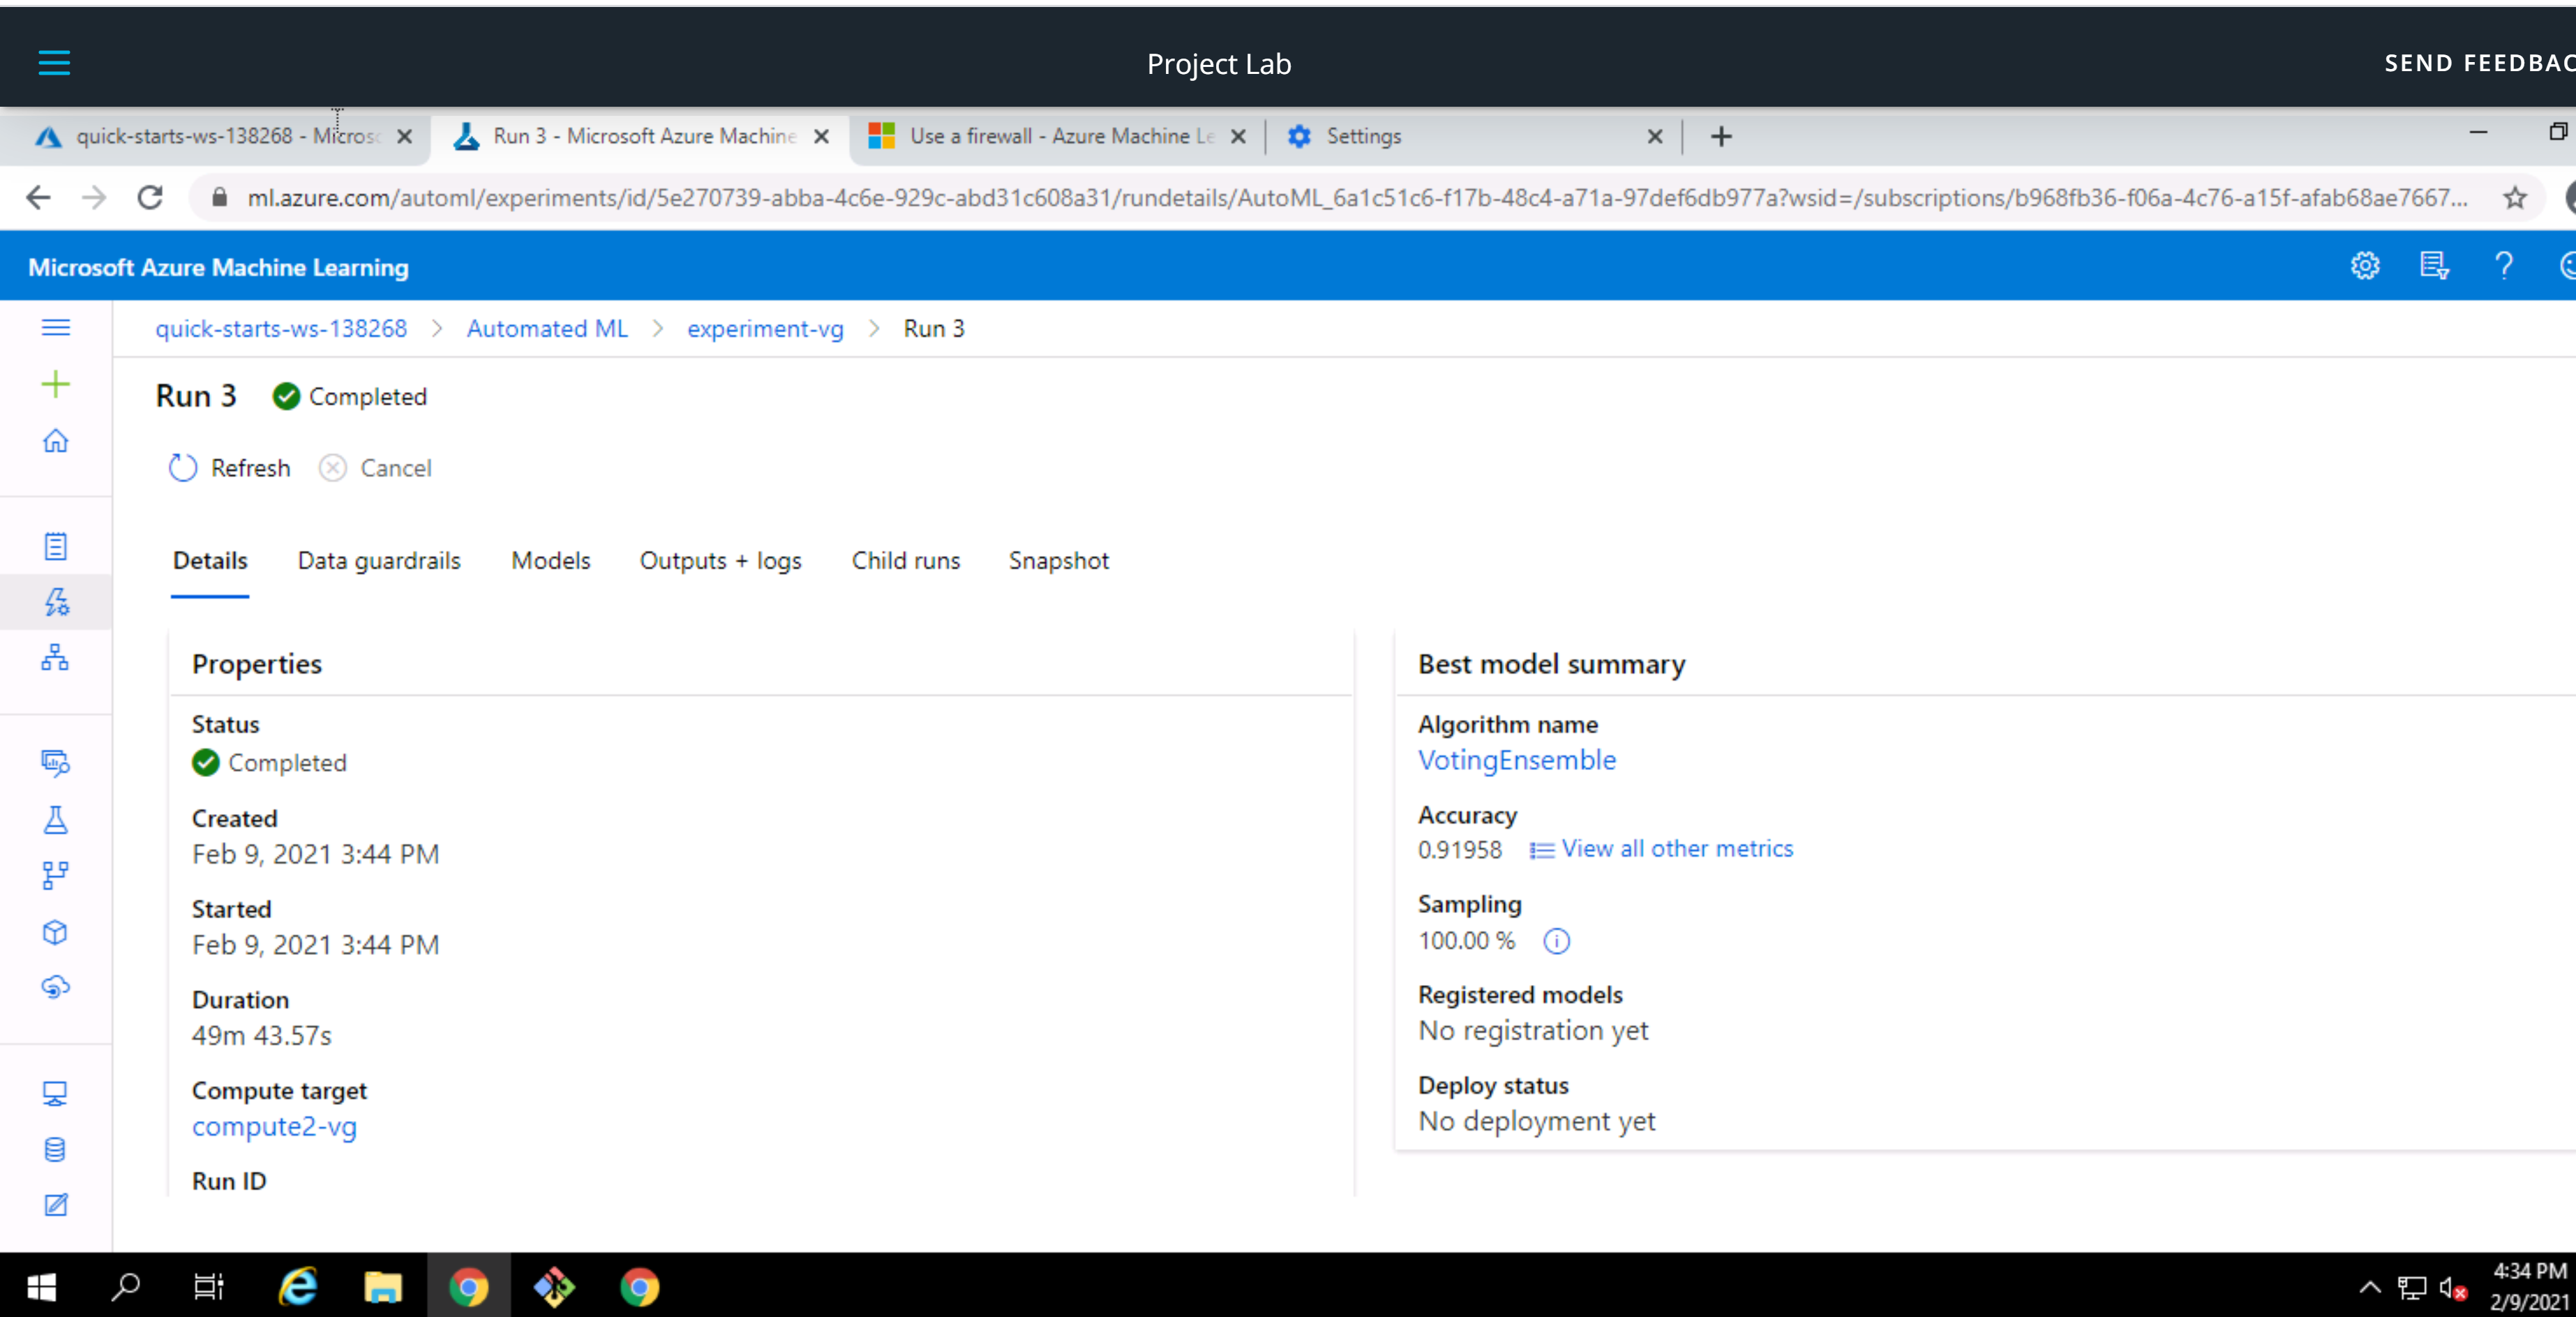 Project Lab
SEND FEEDBAC
quick-starts-ws-138268 - Micros
Run 3 - Microsoft Azure Machine
Use a firewall - Azure Machine Le
Settings
ml.azure.com/automl/experiments/id/5e270739-abba-4c6e-929c-abd31c608a31/rundetails/AutoML_6a1c51c6-f17b-48c4-a71a-97def6db977a?wsid=/subscriptions/b968fb36-f06a-4c76-a15f-afab68ae7667...
Microsoft Azure Machine Learning
quick-starts-ws-138268 > Automated ML > experiment-vg > Run 3
Run 3 Completed
Refresh Cancel
Details Data guardrails Models Outputs + logs Child runs Snapshot
Properties
Status
Completed
Created
Feb 9, 2021 3:44 PM
Started
Feb 9, 2021 3:44 PM
Duration
49m 43.57s
Compute target
compute2-vg
Run ID
Best model summary
Algorithm name
VotingEnsemble
Accuracy
0.91958 View all other metrics
Sampling
100.00 %
Registered models
No registration yet
Deploy status
No deployment yet
4:34 PM
2/9/2021